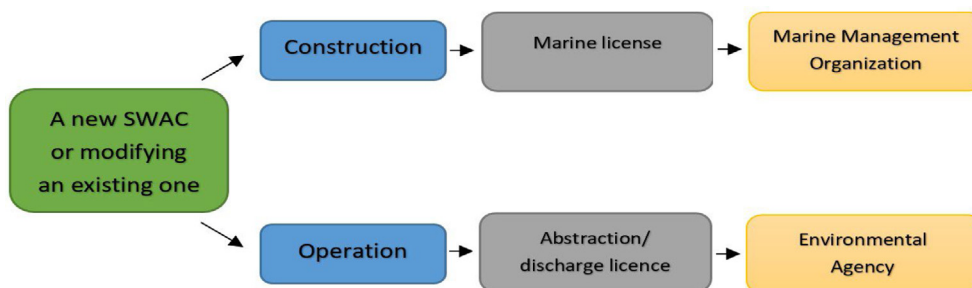 Construction
Marine license
Marine Management
Organization
A new SWAC
or modifying
an existing one
Operation
Abstraction/
discharge licence
Environmental
Agency